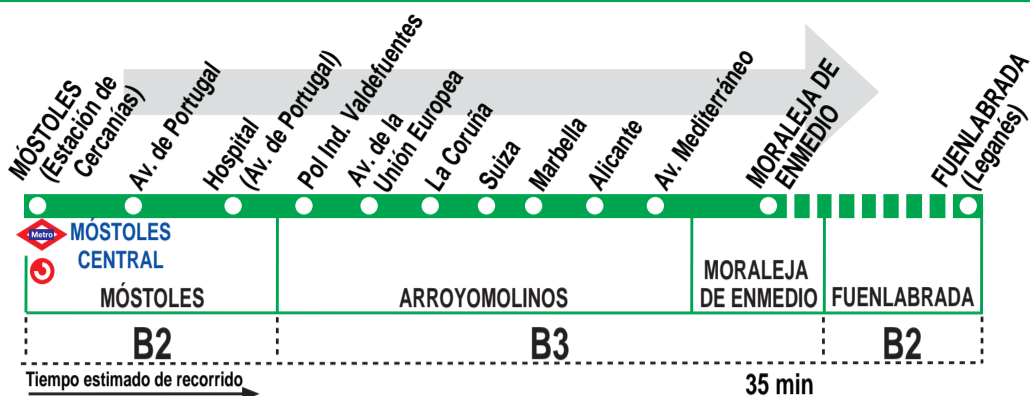 MÓSTOLES
(Estación de
Cercanías)
Av. de Portugal
Hospital
(Av. de Portugal)
Pol Ind. Valdefuentes
Av. de la
Unión Europea
La Coruña
Suiza
Marbella
Alicante
Av. Mediterráneo
MORALEJA DE
ENMEDIO
FUENLABRADA
(Leganés)
Metro
MÓSTOLES
CENTRAL
MÓSTOLES
ARROYOMOLINOS
MORALEJA
DE ENMEDIO
FUENLABRADA
B2
B3
B2
Tiempo estimado de recorrido
35 min